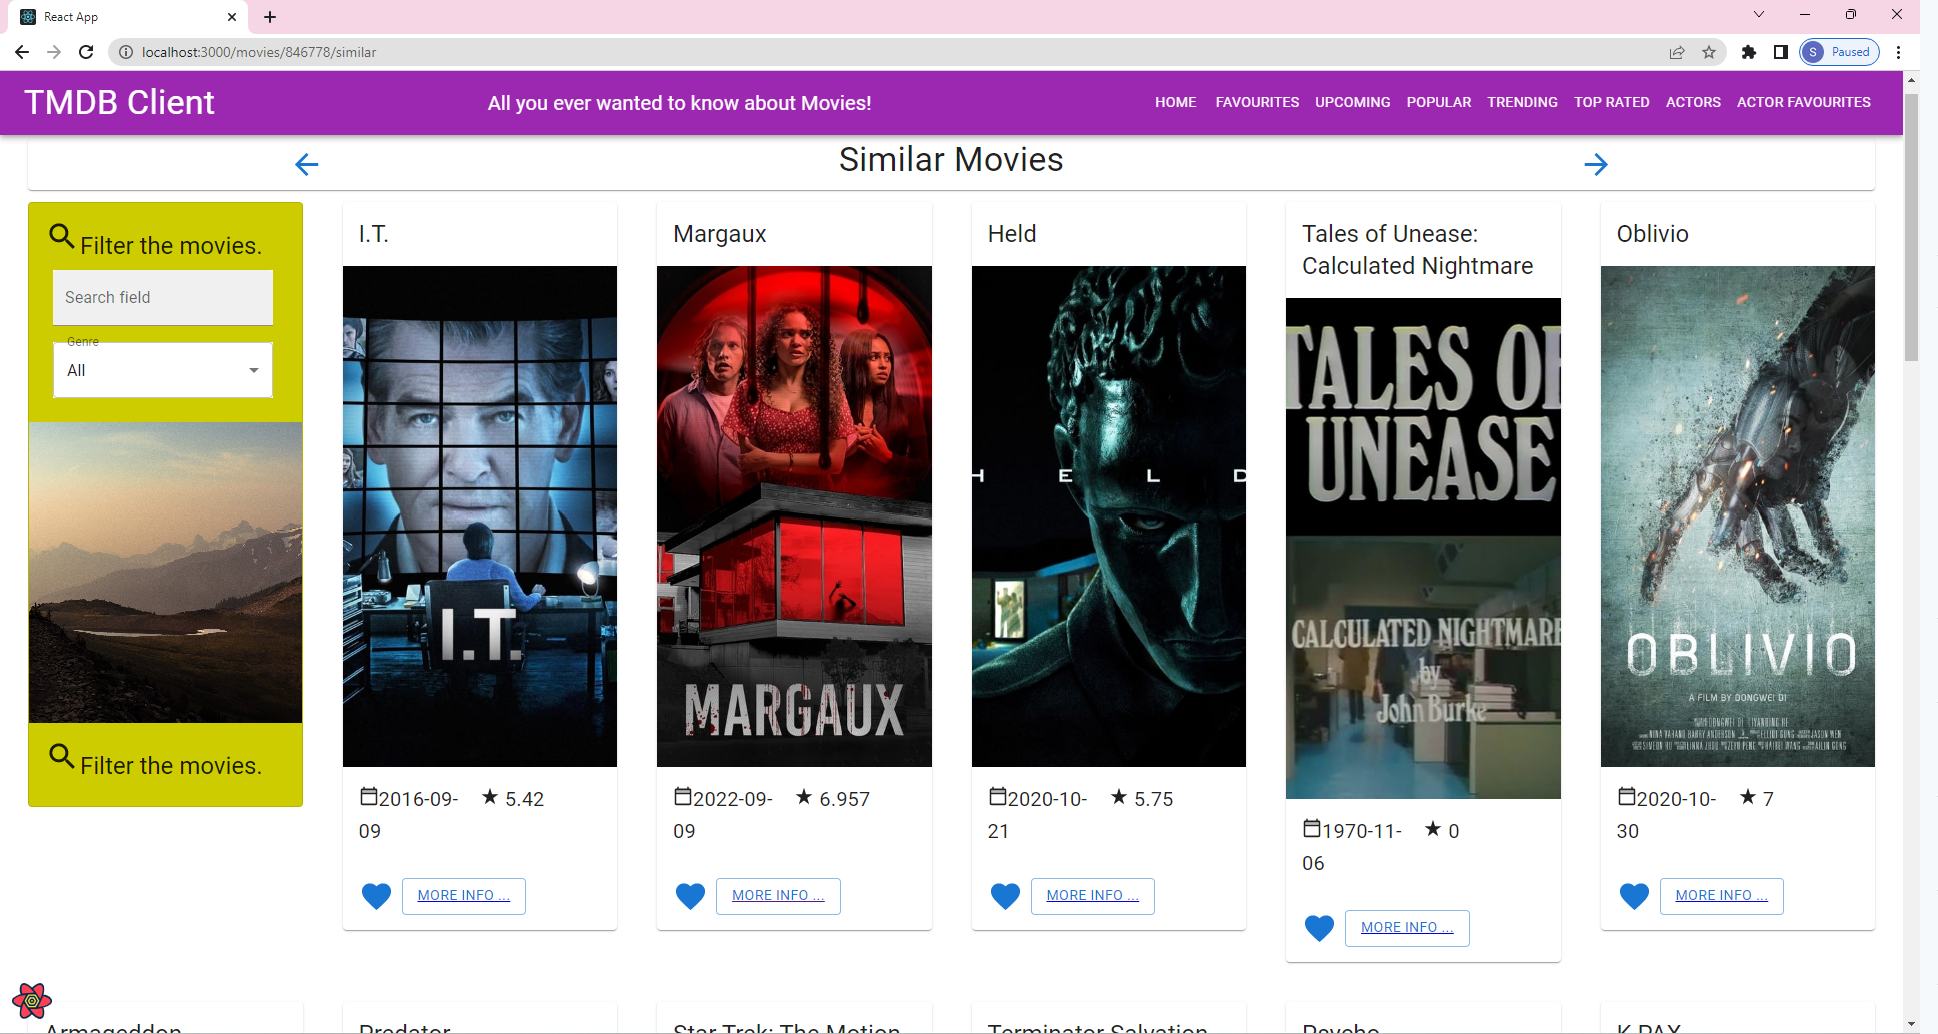 React App
localhost:3000/movies/846778/similar
S Paused
TMDB Client
All you ever wanted to know about Movies!
HOME FAVOURITES UPCOMING POPULAR TRENDING TOP RATED ACTORS ACTOR FAVOURITES
Similar Movies
Filter the movies.
Search field
Genre
All
Filter the movies.
I.T.
I.T.
2016-09-
09
5.42
MORE INFO ...
Margaux
MARGAUX
2022-09-
09
6.957
MORE INFO ...
Held
H E L D
2020-10-
21
5.75
MORE INFO ...
Tales of Unease:
Calculated Nightmare
TALES OF
UNEASE
CALCULATED NIGHTMARE
by
John Burke
1970-11-
06
0
MORE INFO ...
Oblivio
OBLIVIO
A FILM BY DONGWEI DI
2020-10-
30
7
MORE INFO ...
Armageddon
Predator
Star Trek: The Motion
Terminator Salvation
Psycho
K-PAX